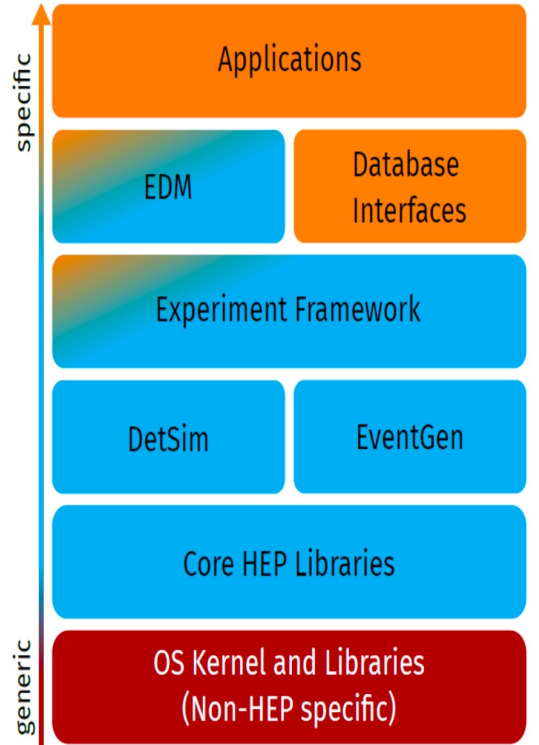 specific
Applications
EDM
Database
Interfaces
Experiment Framework
DetSim
EventGen
Core HEP Libraries
generic
OS Kernel and Libraries
(Non-HEP specific)